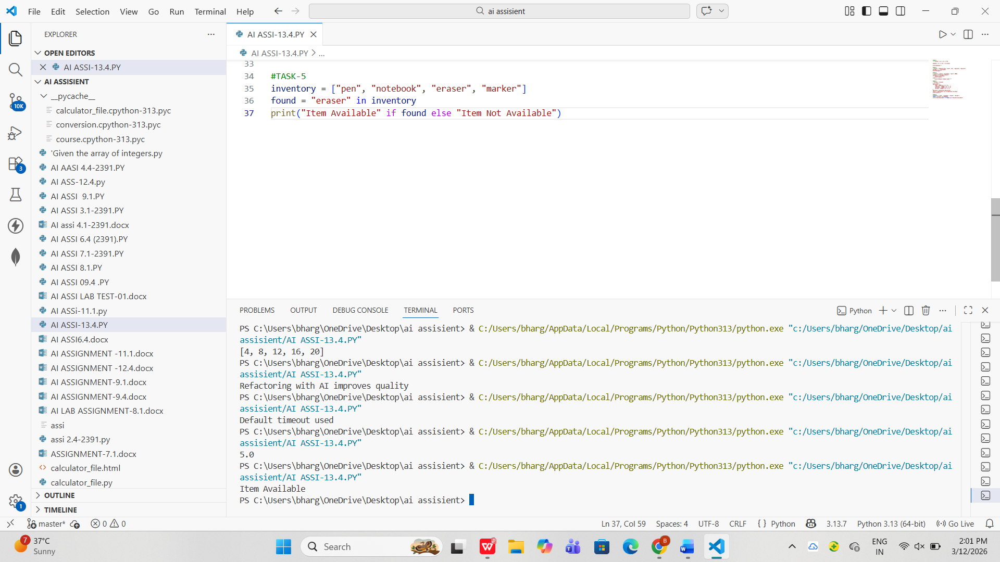 File Edit Selection View Go Run Terminal Help
ai assisient
EXPLORER
OPEN EDITORS
AI ASSI-13.4.PY
AI ASSISIENT
__pycache__
calculator_file.cpython-313.pyc
conversion.cpython-313.pyc
course.cpython-313.pyc
'Given the array of integers.py
AI AASI 4.4-2391.PY
AI ASS-12.4.py
AI ASSI  9.1.PY
AI ASSI 3.1-2391.PY
AI assi 4.1-2391.docx
AI ASSI 6.4 (2391).PY
AI ASSI 7.1-2391.PY
AI ASSI 8.1.PY
AI ASSI 09.4 .PY
AI ASSI LAB TEST-01.docx
AI ASSi-11.1.py
AI ASSI-13.4.PY
AI ASSI6.4.docx
AI ASSIGNMENT -11.1.docx
AI ASSIGNMENT -12.4.docx
AI ASSIGNMENT-9.1.docx
AI ASSIGNMENT-9.4.docx
AI LAB ASSIGNMENT-8.1.docx
assi
assi 2.4-2391.py
ASSIGNMENT-7.1.docx
calculator_file.html
calculator_file.py
OUTLINE
TIMELINE
10K
3
1
AI ASSI-13.4.PY
AI ASSI-13.4.PY > ...
33
34 #TASK-5
35 inventory = ["pen", "notebook", "eraser", "marker"]
36 found = "eraser" in inventory
37 print("Item Available" if found else "Item Not Available")
PROBLEMS OUTPUT DEBUG CONSOLE TERMINAL PORTS
Python
PS C:\Users\bharg\OneDrive\Desktop\ai assisient> & C:/Users/bharg/AppData/Local/Programs/Python/Python313/python.exe "c:/Users/bharg/OneDrive/Desktop/ai
assisient/AI ASSI-13.4.PY"
[4, 8, 12, 16, 20]
PS C:\Users\bharg\OneDrive\Desktop\ai assisient> & C:/Users/bharg/AppData/Local/Programs/Python/Python313/python.exe "c:/Users/bharg/OneDrive/Desktop/ai
assisient/AI ASSI-13.4.PY"
Refactoring with AI improves quality
PS C:\Users\bharg\OneDrive\Desktop\ai assisient> & C:/Users/bharg/AppData/Local/Programs/Python/Python313/python.exe "c:/Users/bharg/OneDrive/Desktop/ai
assisient/AI ASSI-13.4.PY"
Default timeout used
PS C:\Users\bharg\OneDrive\Desktop\ai assisient> & C:/Users/bharg/AppData/Local/Programs/Python/Python313/python.exe "c:/Users/bharg/OneDrive/Desktop/ai
assisient/AI ASSI-13.4.PY"
5.0
PS C:\Users\bharg\OneDrive\Desktop\ai assisient> & C:/Users/bharg/AppData/Local/Programs/Python/Python313/python.exe "c:/Users/bharg/OneDrive/Desktop/ai
assisient/AI ASSI-13.4.PY"
Item Available
PS C:\Users\bharg\OneDrive\Desktop\ai assisient>
master* 0 0 Ln 37, Col 59 Spaces: 4 UTF-8 CRLF { } Python 3.13.7 Python 3.13 (64-bit) Go Live
7 37°C
Sunny
Search
ENG
IN
2:01 PM
3/12/2026